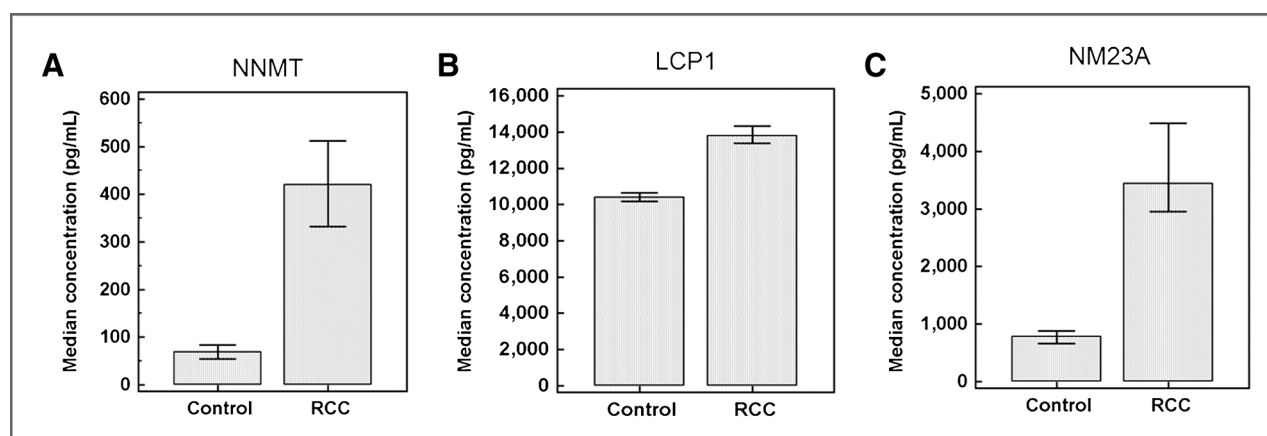 A
NNMT
Median concentration (pg/mL)
600
500
400
300
200
100
0
Control
RCC
B
LCP1
Median concentration (pg/mL)
16,000
14,000
12,000
10,000
8,000
6,000
4,000
2,000
0
Control
RCC
C
NM23A
Median concentration (pg/mL)
5,000
4,000
3,000
2,000
1,000
0
Control
RCC